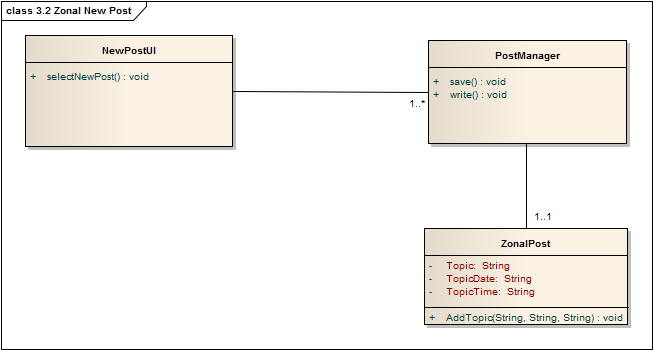 class 3.2 Zonal New Post
NewPostUI
+ selectNewPost() : void
PostManager
+ save() : void
+ write() : void
1..*
1..1
ZonalPost
- Topic: String
- TopicDate: String
- TopicTime: String
+ AddTopic(String, String, String) : void